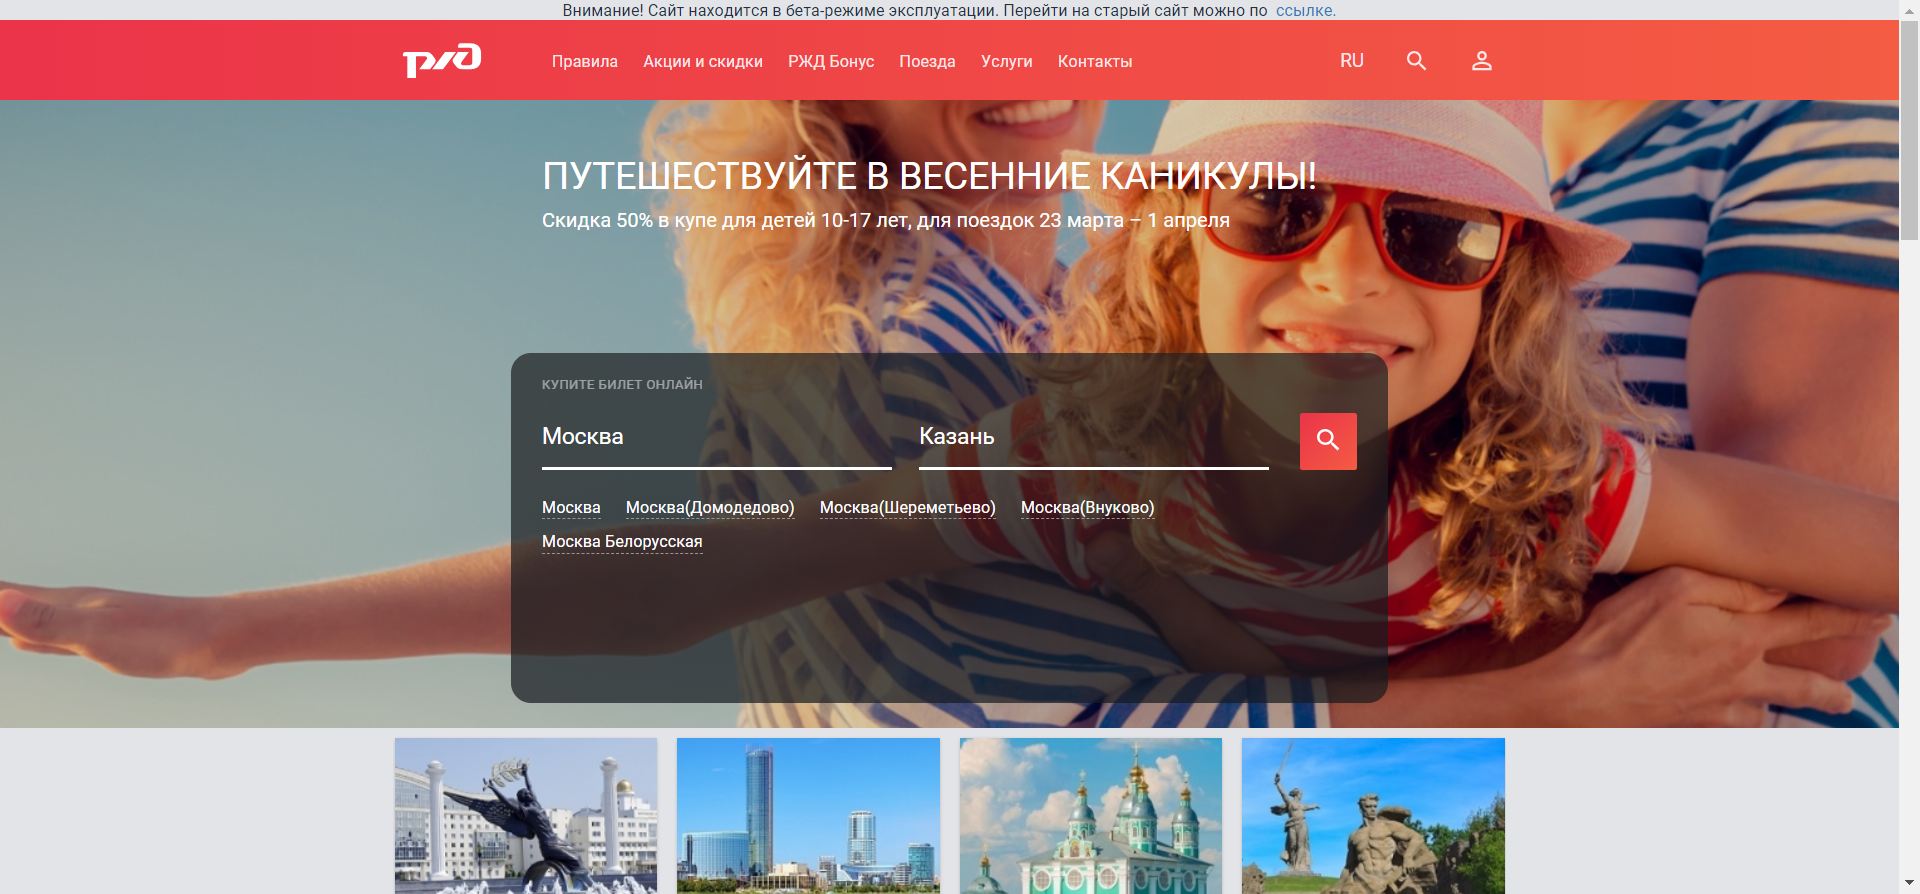 Внимание! Сайт находится в бета-режиме эксплуатации. Перейти на старый сайт можно по ссылке.
ржд Правила Акции и скидки РЖД Бонус Поезда Услуги Контакты RU
ПУТЕШЕСТВУЙТЕ В ВЕСЕННИЕ КАНИКУЛЫ!
Скидка 50% в купе для детей 10-17 лет, для поездок 23 марта – 1 апреля
КУПИТЕ БИЛЕТ ОНЛАЙН
Москва Казань
Москва Москва(Домодедово) Москва(Шереметьево) Москва(Внуково)
Москва Белорусская